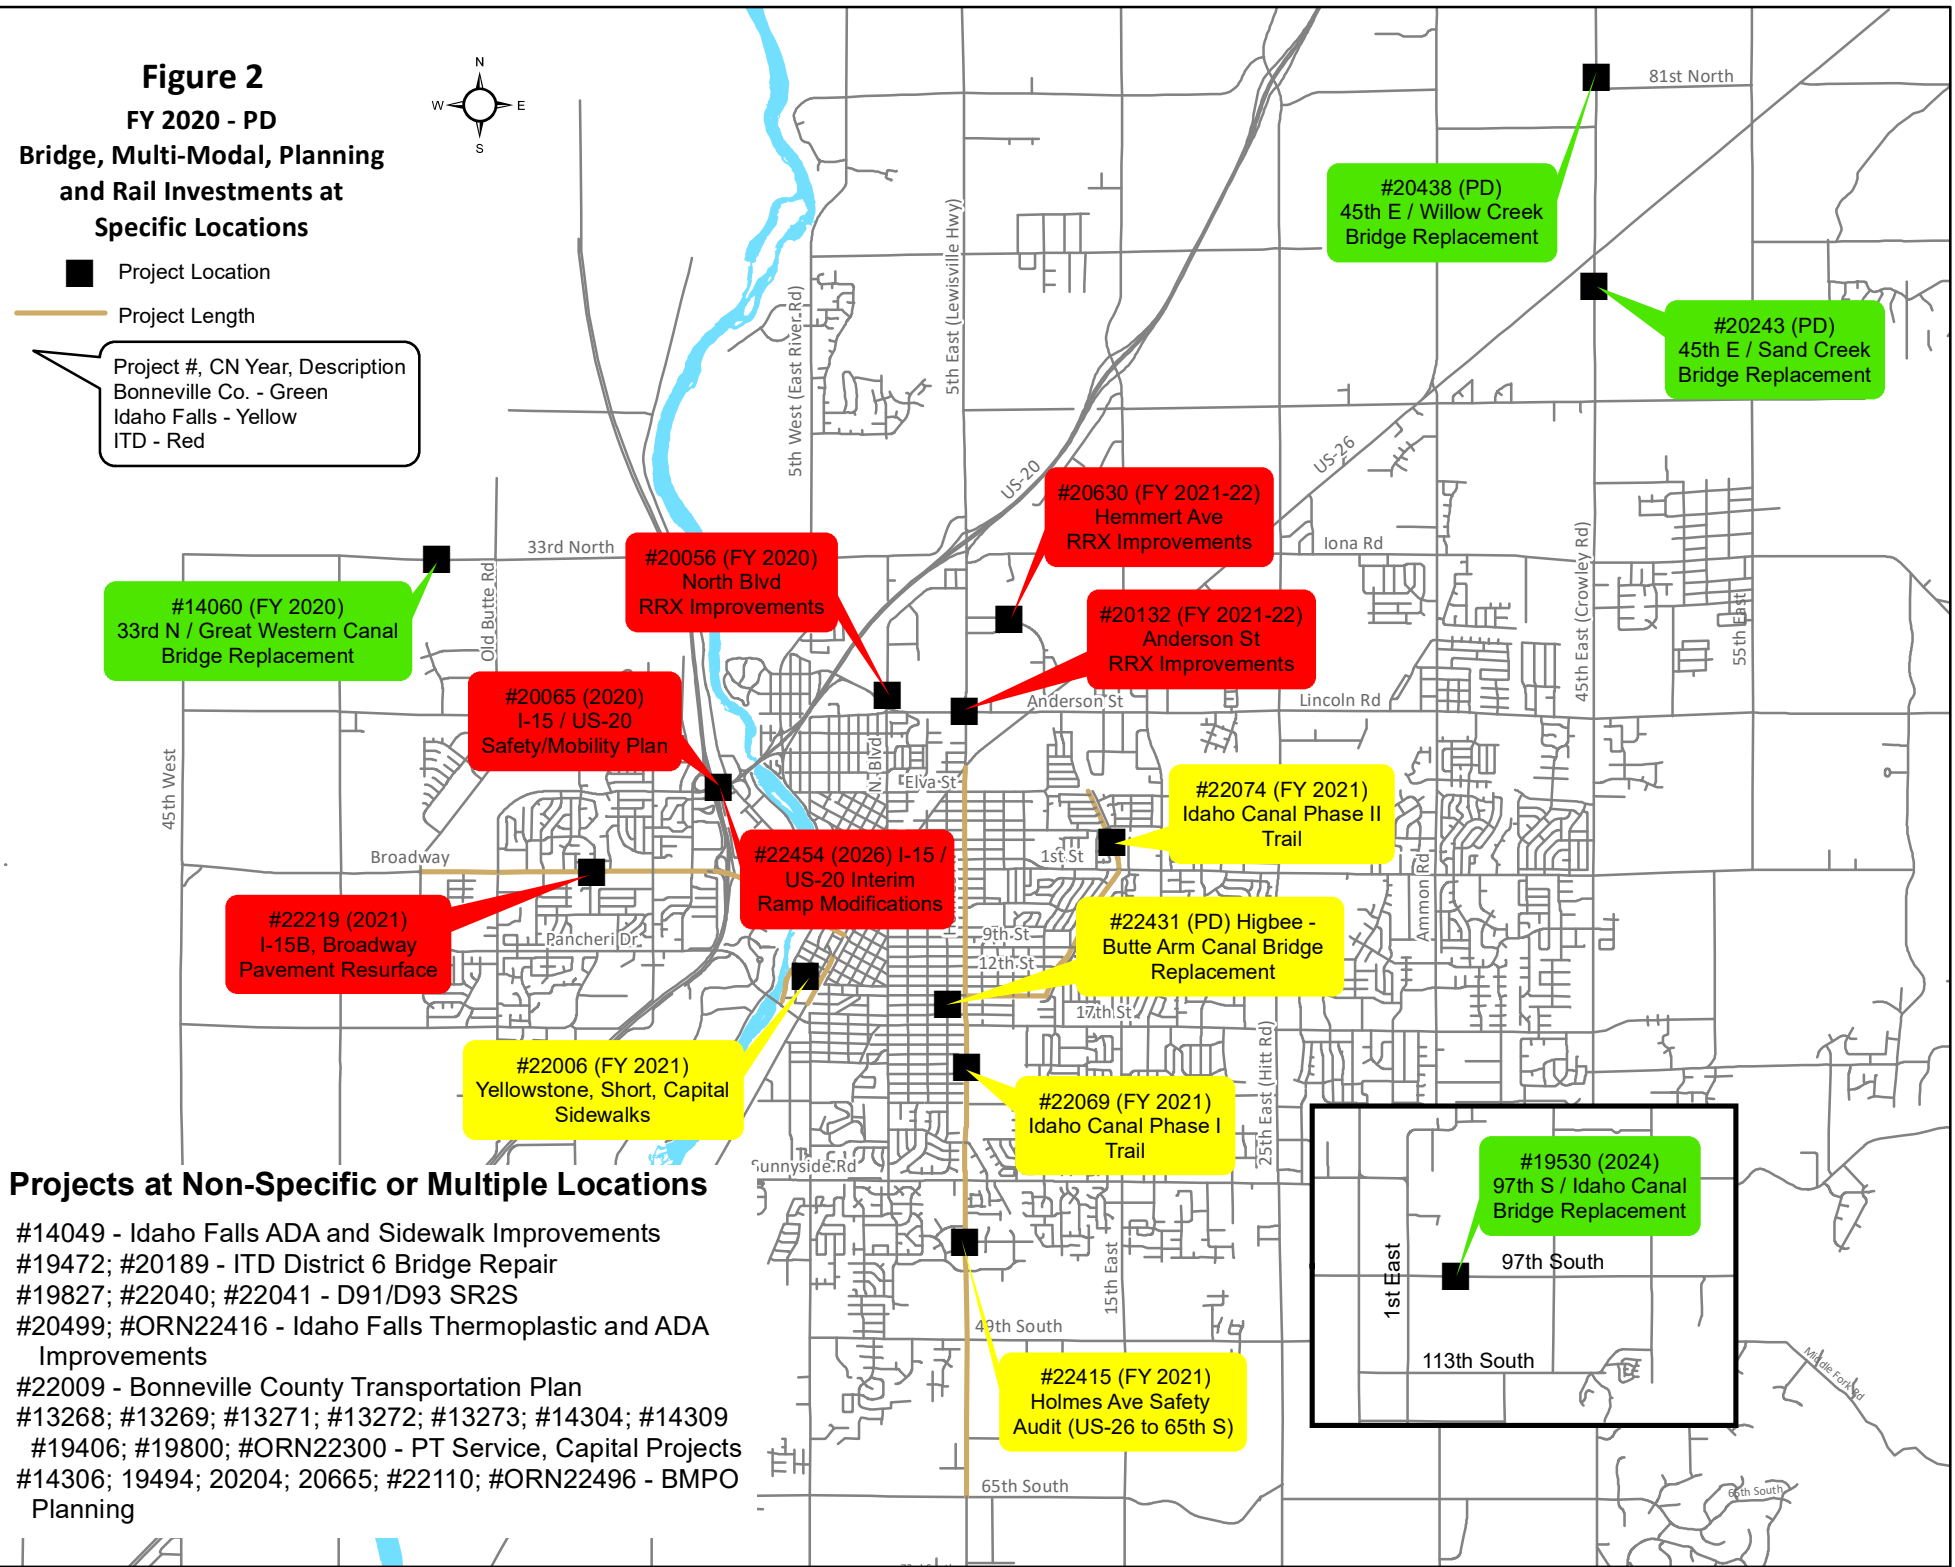 Figure 2
FY 2020 - PD
Bridge, Multi-Modal, Planning
and Rail Investments at
Specific Locations
N
W
E
S
Project Location
Project Length
Project #, CN Year, Description
Bonneville Co. - Green
Idaho Falls - Yellow
ITD - Red
81st North
#20438 (PD)
45th E / Willow Creek
Bridge Replacement
#20243 (PD)
45th E / Sand Creek
Bridge Replacement
5th West (East River Rd)
5th East (Lewisville Hwy)
US-20
US-26
#20630 (FY 2021-22)
Hemmert Ave
RRX Improvements
33rd North
Iona Rd
#20056 (FY 2020)
North Blvd
RRX Improvements
#14060 (FY 2020)
33rd N / Great Western Canal
Bridge Replacement
Old Butte Rd
#20132 (FY 2021-22)
Anderson St
RRX Improvements
45th East (Crowley Rd)
55th East
#20065 (2020)
I-15 / US-20
Safety/Mobility Plan
Anderson St
Lincoln Rd
45th West
N. Blvd
Elva St
#22074 (FY 2021)
Idaho Canal Phase II
Trail
Broadway
1st St
#22454 (2026) I-15 /
US-20 Interim
Ramp Modifications
Ammon Rd
#22219 (2021)
I-15B, Broadway
Pavement Resurface
Pancheri Dr
9th St
12th St
#22431 (PD) Higbee -
Butte Arm Canal Bridge
Replacement
17th St
#22006 (FY 2021)
Yellowstone, Short, Capital
Sidewalks
#22069 (FY 2021)
Idaho Canal Phase I
Trail
25th East (Hitt Rd)
Sunnyside Rd
#19530 (2024)
97th S / Idaho Canal
Bridge Replacement
97th South
1st East
113th South
15th East
49th South
#22415 (FY 2021)
Holmes Ave Safety
Audit (US-26 to 65th S)
Middle Fork Rd
65th South
65th South
Projects at Non-Specific or Multiple Locations
#14049 - Idaho Falls ADA and Sidewalk Improvements
#19472; #20189 - ITD District 6 Bridge Repair
#19827; #22040; #22041 - D91/D93 SR2S
#20499; #ORN22416 - Idaho Falls Thermoplastic and ADA
Improvements
#22009 - Bonneville County Transportation Plan
#13268; #13269; #13271; #13272; #13273; #14304; #14309
#19406; #19800; #ORN22300 - PT Service, Capital Projects
#14306; 19494; 20204; 20665; #22110; #ORN22496 - BMPO
Planning